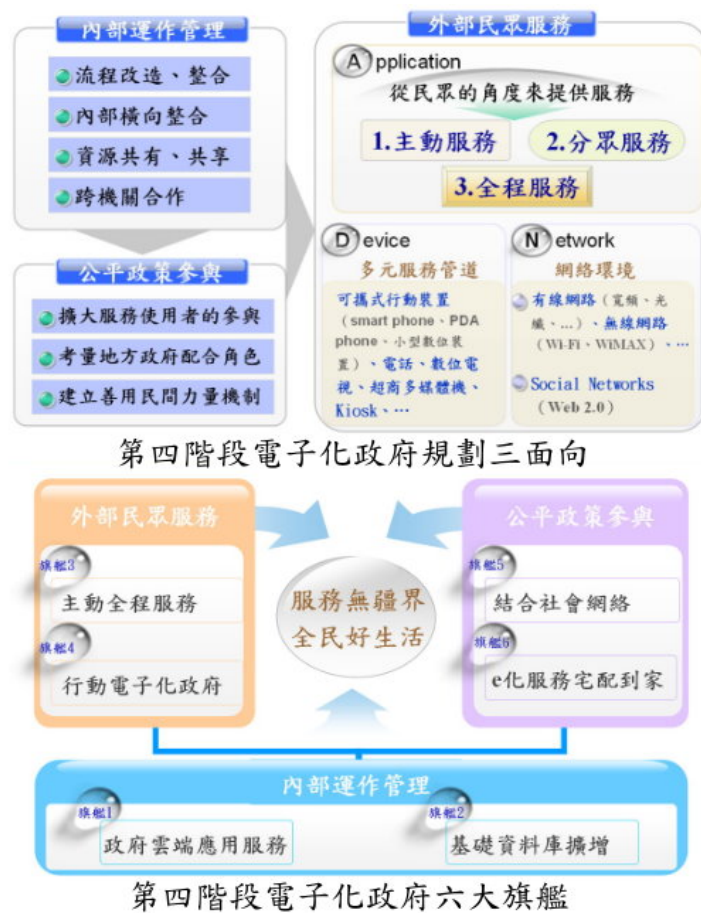 內部運作管理
流程改造、整合
內部橫向整合
資源共有、共享
跨機關合作
公平政策參與
擴大服務使用者的參與
考量地方政府配合角色
建立善用民間力量機制
外部民眾服務
Application
從民眾的角度來提供服務
1.主動服務
2.分眾服務
3.全程服務
Device
多元服務管道
可攜式行動裝置
(smart phone、PDA
phone、小型數位裝
置)、電話、數位電
視、超商多媒體機、
Kiosk、…
Network
網絡環境
有線網路(寬頻、光
纖、…)、無線網路
(Wi-Fi、WiMAX)、…
Social Networks
(Web 2.0)
第四階段電子化政府規劃三面向
外部民眾服務
旗艦3
主動全程服務
旗艦4
行動電子化政府
服務無疆界
全民好生活
公平政策參與
旗艦5
結合社會網絡
旗艦6
e化服務宅配到家
內部運作管理
旗艦1
政府雲端應用服務
旗艦2
基礎資料庫擴增
第四階段電子化政府六大旗艦